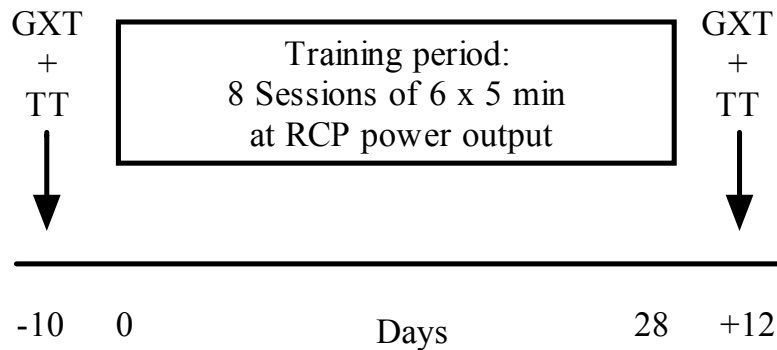 GXT
+
TT
Training period:
8 Sessions of 6 x 5 min
at RCP power output
GXT
+
TT
-10 0 Days 28 +12